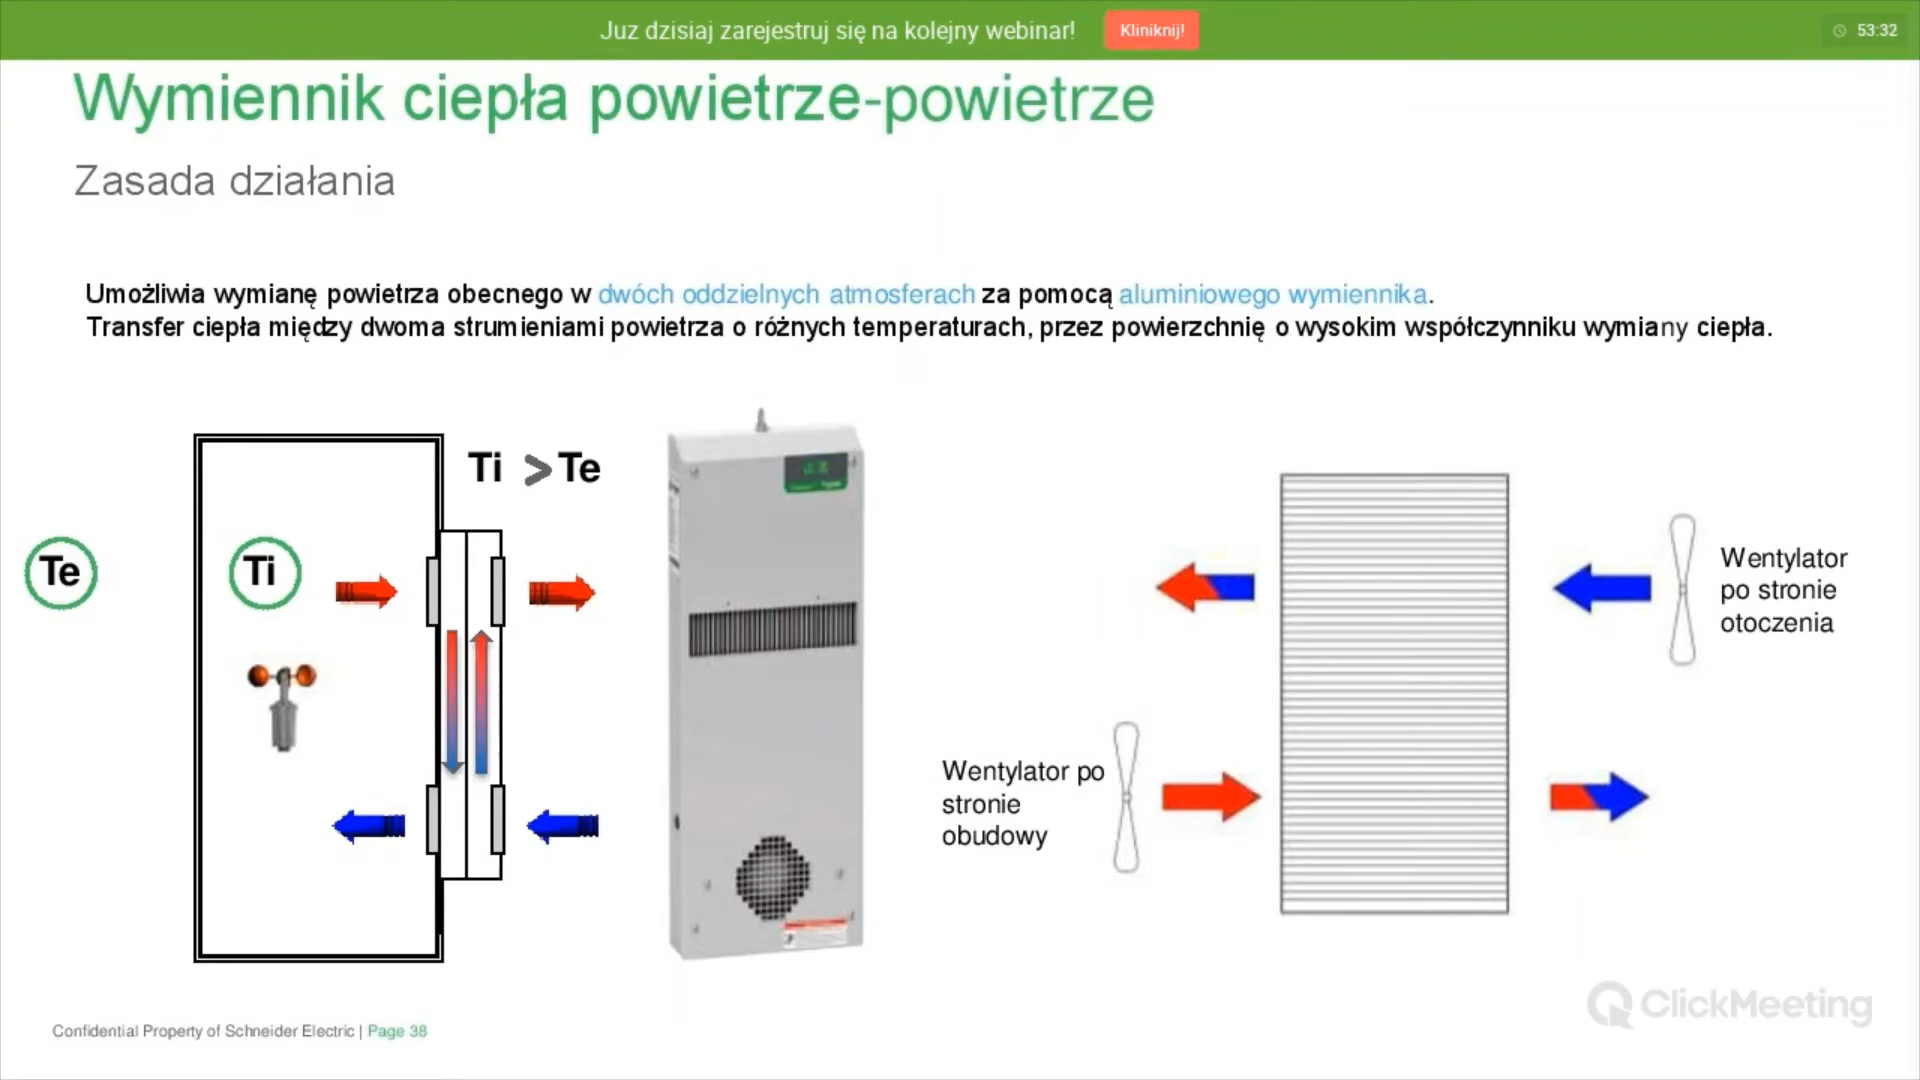 Juz dzisiaj zarejestruj się na kolejny webinar!
Kliniknij!
53:32
Wymiennik ciepła powietrze-powietrze
Zasada działania
Umożliwia wymianę powietrza obecnego w dwóch oddzielnych atmosferach za pomocą aluminiowego wymiennika.
Transfer ciepła między dwoma strumieniami powietrza o różnych temperaturach, przez powierzchnię o wysokim współczynniku wymiany ciepła.
Ti > Te
Te
Ti
Wentylator
po stronie
otoczenia
Wentylator po
stronie
obudowy
ClickMeeting
Confidential Property of Schneider Electric | Page 38